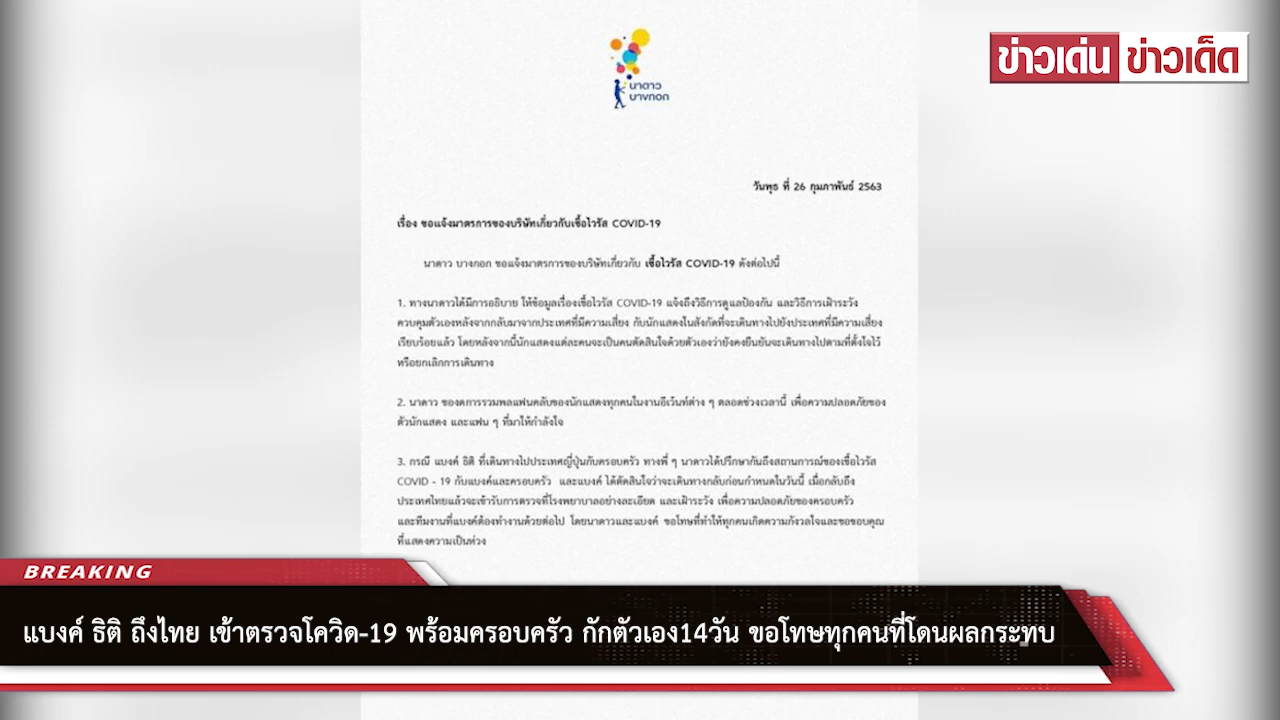 นาดาว
บางกอก
ข่าวเด่น ข่าวเด็ด
วันพุธ ที่ 26 กุมภาพันธ์ 2563
เรื่อง ขอแจ้งมาตรการของบริษัทเกี่ยวกับเชื้อไวรัส COVID-19
นาดาว บางกอก ขอแจ้งมาตรการของบริษัทเกี่ยวกับ เชื้อไวรัส COVID-19 ดังต่อไปนี้
1. ทางนาดาวได้มีการอธิบาย ให้ข้อมูลเรื่องเชื้อไวรัส COVID-19 แจ้งถึงวิธีการดูแลป้องกัน และวิธีการเฝ้าระวัง
ควบคุมตัวเองหลังจากกลับมาจากประเทศที่มีความเสี่ยง กับนักแสดงในสังกัดที่จะเดินทางไปยังประเทศที่มีความเสี่ยง
เรียบร้อยแล้ว โดยหลังจากนี้นักแสดงแต่ละคนจะเป็นคนตัดสินใจด้วยตัวเองว่ายังคงยืนยันจะเดินทางไปตามที่ตั้งใจไว้
หรือยกเลิกการเดินทาง
2. นาดาว ของดการรวมพลแฟนคลับของนักแสดงทุกคนในงานอีเว้นท์ต่าง ๆ ตลอดช่วงเวลานี้ เพื่อความปลอดภัยของ
ตัวนักแสดง และแฟน ๆ ที่มาให้กำลังใจ
3. กรณี แบงค์ ธิติ ที่เดินทางไปประเทศญี่ปุ่นกับครอบครัว ทางพี่ ๆ นาดาวได้ปรึกษากันถึงสถานการณ์ของเชื้อไวรัส
COVID - 19 กับแบงค์และครอบครัว และแบงค์ ได้ตัดสินใจว่าจะเดินทางกลับก่อนกำหนดในวันนี้ เมื่อกลับถึง
ประเทศไทยแล้วจะเข้ารับการตรวจที่โรงพยาบาลอย่างละเอียด และเฝ้าระวัง เพื่อความปลอดภัยของครอบครัว
และทีมงานที่แบงค์ต้องทำงานด้วยต่อไป โดยนาดาวและแบงค์ ขอโทษที่ทำให้ทุกคนเกิดความกังวลใจและขอขอบคุณ
ที่แสดงความเป็นห่วง
BREAKING
แบงค์ ธิติ ถึงไทย เข้าตรวจโควิด-19 พร้อมครอบครัว กักตัวเอง14วัน ขอโทษทุกคนที่โดนผลกระทบ